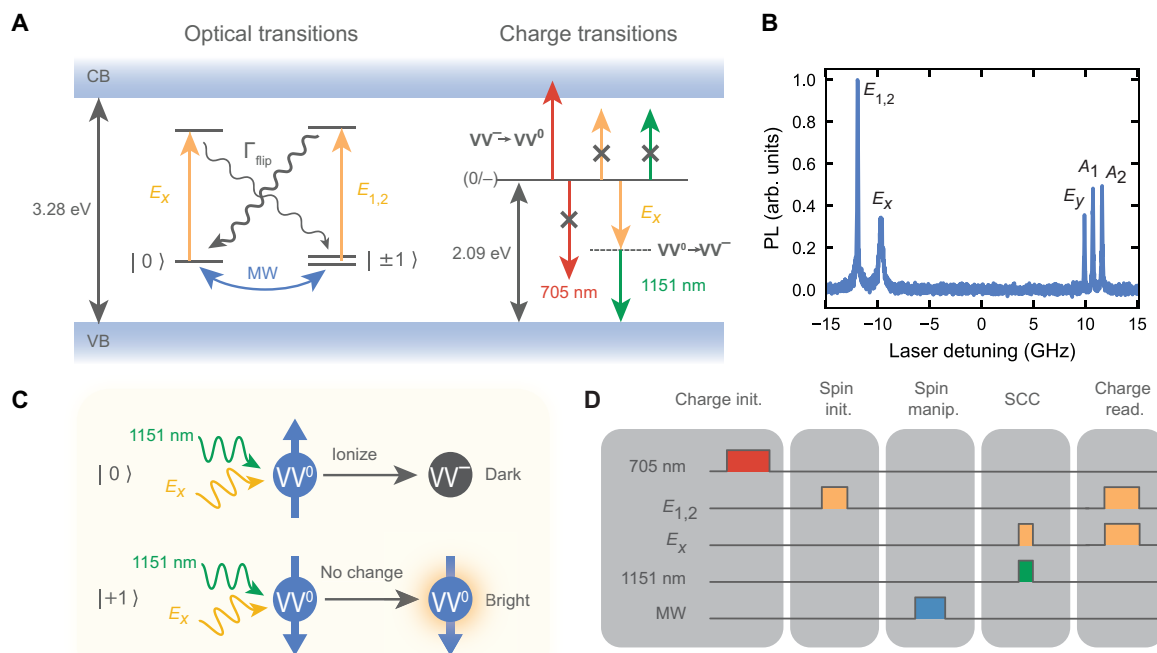 A
Optical transitions
Charge transitions
CB
3.28 eV
Γflip
Ex
E1,2
| 0 ⟩
| ±1 ⟩
MW
VV⁻→ VV⁰
(0/–)
2.09 eV
Ex
VV⁰→VV⁻
705 nm
1151 nm
VB
B
PL (arb. units)
1.0
0.8
0.6
0.4
0.2
0.0
E1,2
Ex
Ey
A1
A2
−15
−10
−5
0
5
10
15
Laser detuning (GHz)
C
1151 nm
| 0 ⟩
Ex
VV⁰
Ionize
VV⁻
Dark
1151 nm
|+1 ⟩
Ex
VV⁰
No change
VV⁰
Bright
D
Charge init.
Spin init.
Spin manip.
SCC
Charge read.
705 nm
E1,2
Ex
1151 nm
MW